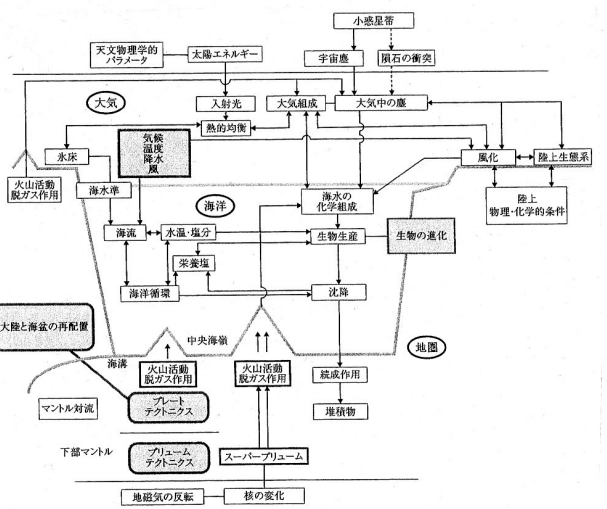 小惑星帯
天文物理学的
パラメータ
太陽エネルギー
宇宙塵
隕石の衝突
大気
入射光
大気組成
大気中の塵
熱的均衡
気候
温度
降水
風
氷床
風化
陸上生態系
火山活動
脱ガス作用
海水準
海洋
海水の
化学組成
陸上
物理・化学的条件
海流
水温・塩分
生物生産
生物の進化
栄養塩
海洋循環
沈降
大陸と海盆の再配置
中央海嶺
地圏
海溝
火山活動
脱ガス作用
火山活動
脱ガス作用
続成作用
マントル対流
プレート
テクトニクス
堆積物
下部マントル
プリューム
テクトニクス
スーパープリューム
地磁気の反転
核の変化